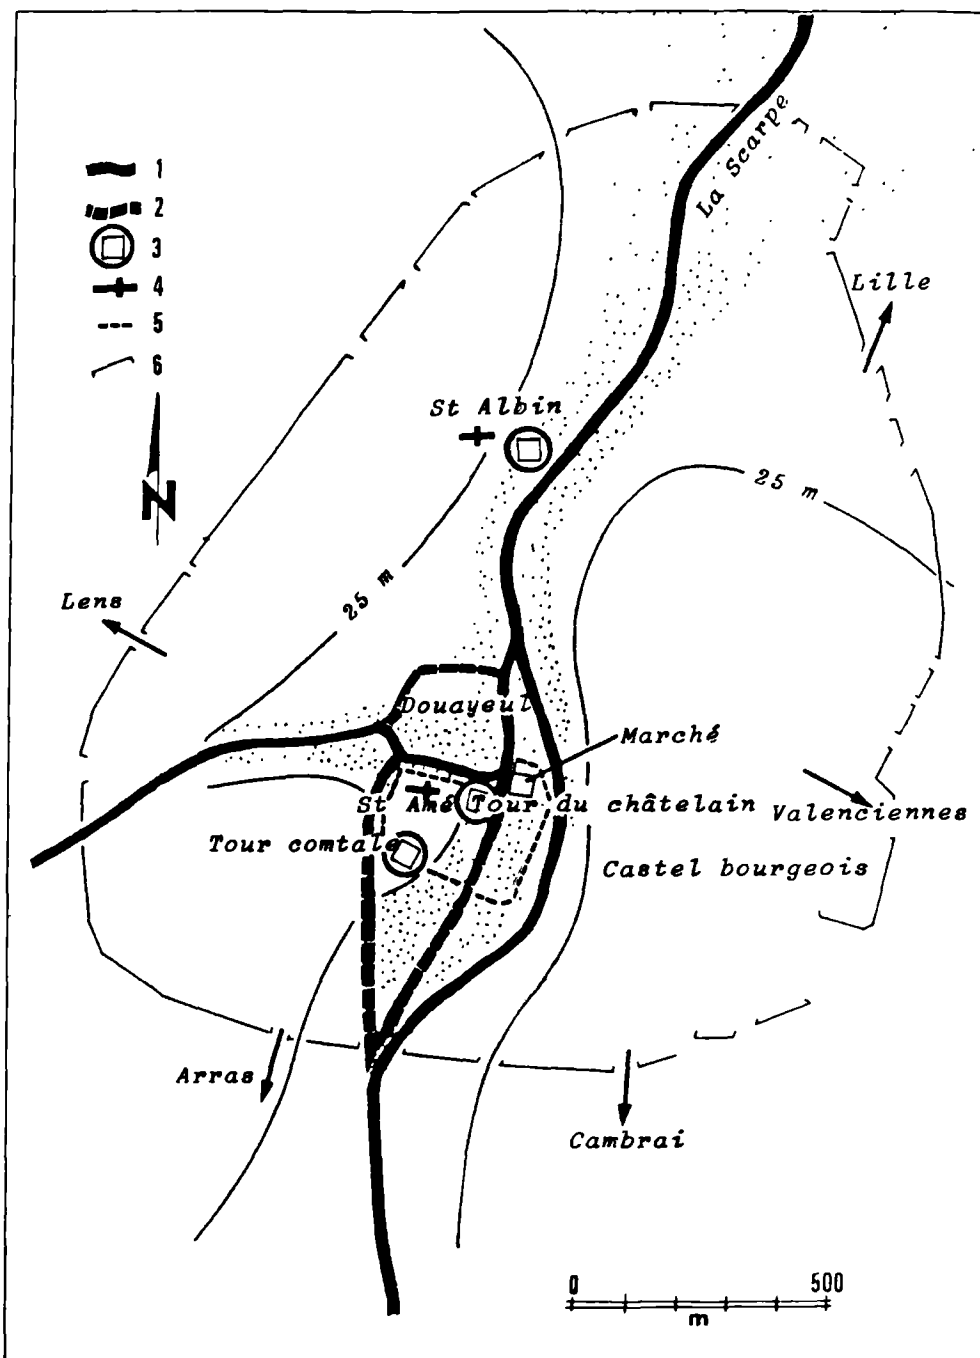 La Scarpe
1
2
3
4
5
6
Lille
St Albin
N
25 m
25 m
Lens
Douayeul
Marché
St Amé
Tour du châtelain
Valenciennes
Tour comtale
Castel bourgeois
Arras
Cambrai
0 500
m